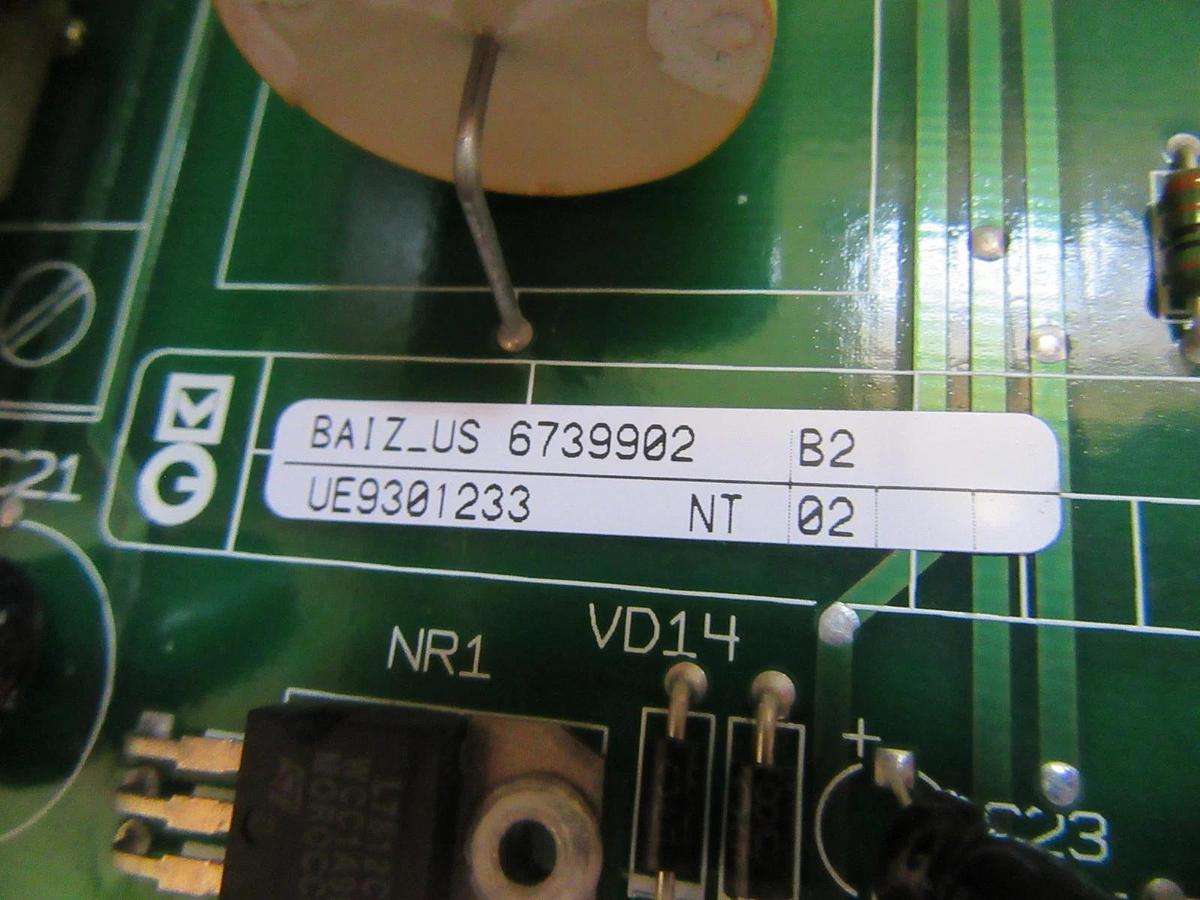 BAIZ_US 6739902 B2
UE9301233 NT 02
C21
VD14
NR1
+
C23